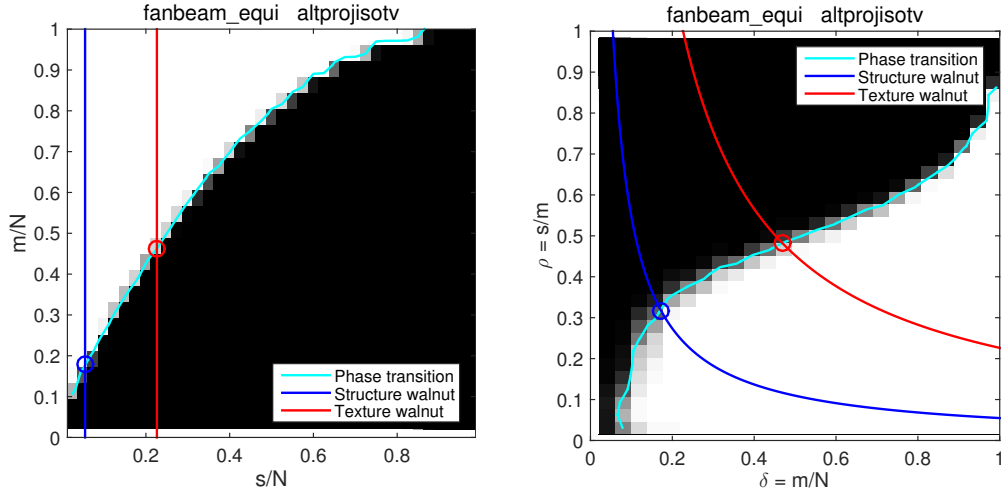 fanbeam_equi altprojisotv
1
0.9
0.8
0.7
0.6
0.5
0.4
0.3
0.2
0.1
0
m/N
0.2 0.4 0.6 0.8
s/N
Phase transition
Structure walnut
Texture walnut
fanbeam_equi altprojisotv
1
0.9
0.8
0.7
0.6
0.5
0.4
0.3
0.2
0.1
0
ρ = s/m
0 0.2 0.4 0.6 0.8 1
δ = m/N
Phase transition
Structure walnut
Texture walnut